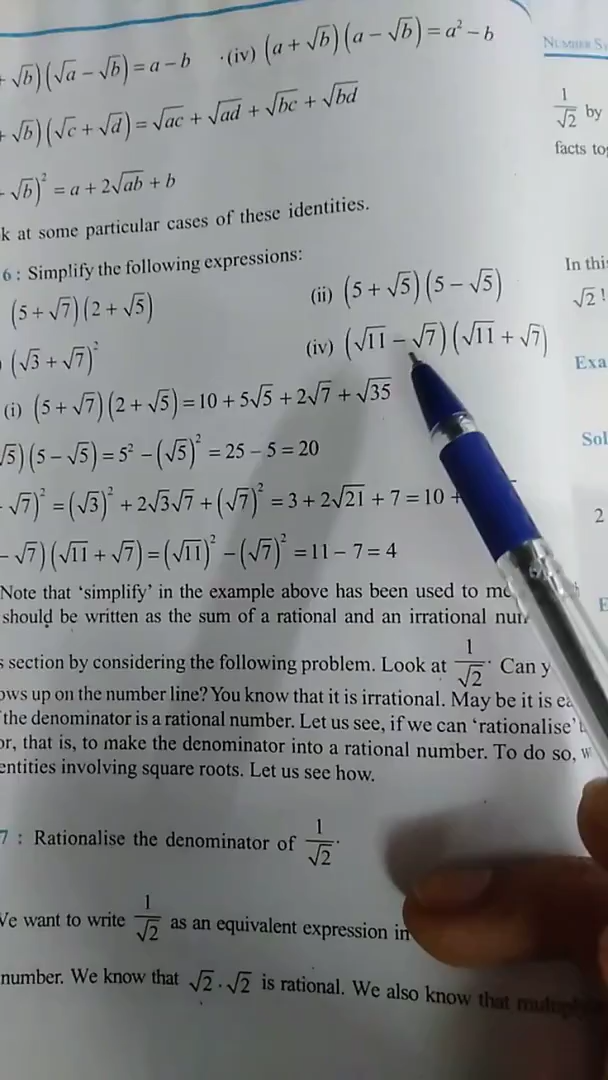 √b)(√a − √b) = a − b (iv) (a + √b)(a − √b) = a² − b
+ √b)(√c + √d) = √ac + √ad + √bc + √bd
√b)² = a + 2√ab + b
k at some particular cases of these identities.
6 : Simplify the following expressions:
(5 + √7)(2 + √5) (ii) (5 + √5)(5 − √5)
(√3 + √7)² (iv) (√11 − √7)(√11 + √7)
(i) (5 + √7)(2 + √5) = 10 + 5√5 + 2√7 + √35
√5)(5 − √5) = 5² − (√5)² = 25 − 5 = 20
√7)² = (√3)² + 2√3√7 + (√7)² = 3 + 2√21 + 7 = 10 +
− √7)(√11 + √7) = (√11)² − (√7)² = 11 − 7 = 4
Note that ‘simplify’ in the example above has been used to me
should be written as the sum of a rational and an irrational nu
s section by considering the following problem. Look at 1/√2. Can y
ows up on the number line? You know that it is irrational. May be it is ea
the denominator is a rational number. Let us see, if we can ‘rationalise’
or, that is, to make the denominator into a rational number. To do so, w
entities involving square roots. Let us see how.
7 : Rationalise the denominator of 1/√2.
We want to write 1/√2 as an equivalent expression in
number. We know that √2 . √2 is rational. We also know that
NUMBER S
1/√2 by
facts to
In this
√2 !
Exa
Sol
2
E